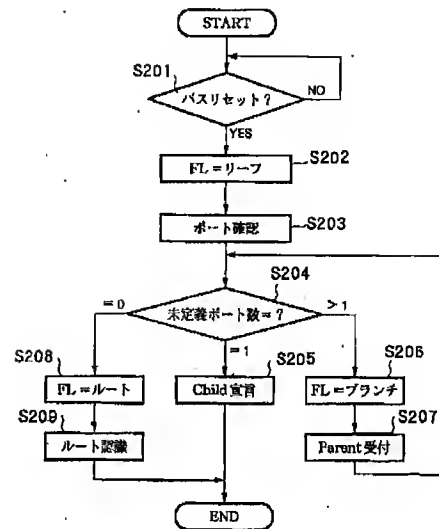 START
S201
バスリセット?
NO
YES
S202
FL=リーフ
S203
ポート確認
S204
未定義ポート数=?
=0
=1
>1
S208
FL=ルート
S205
Child宣言
S206
FL=ブランチ
S209
ルート認識
S207
Parent受付
END